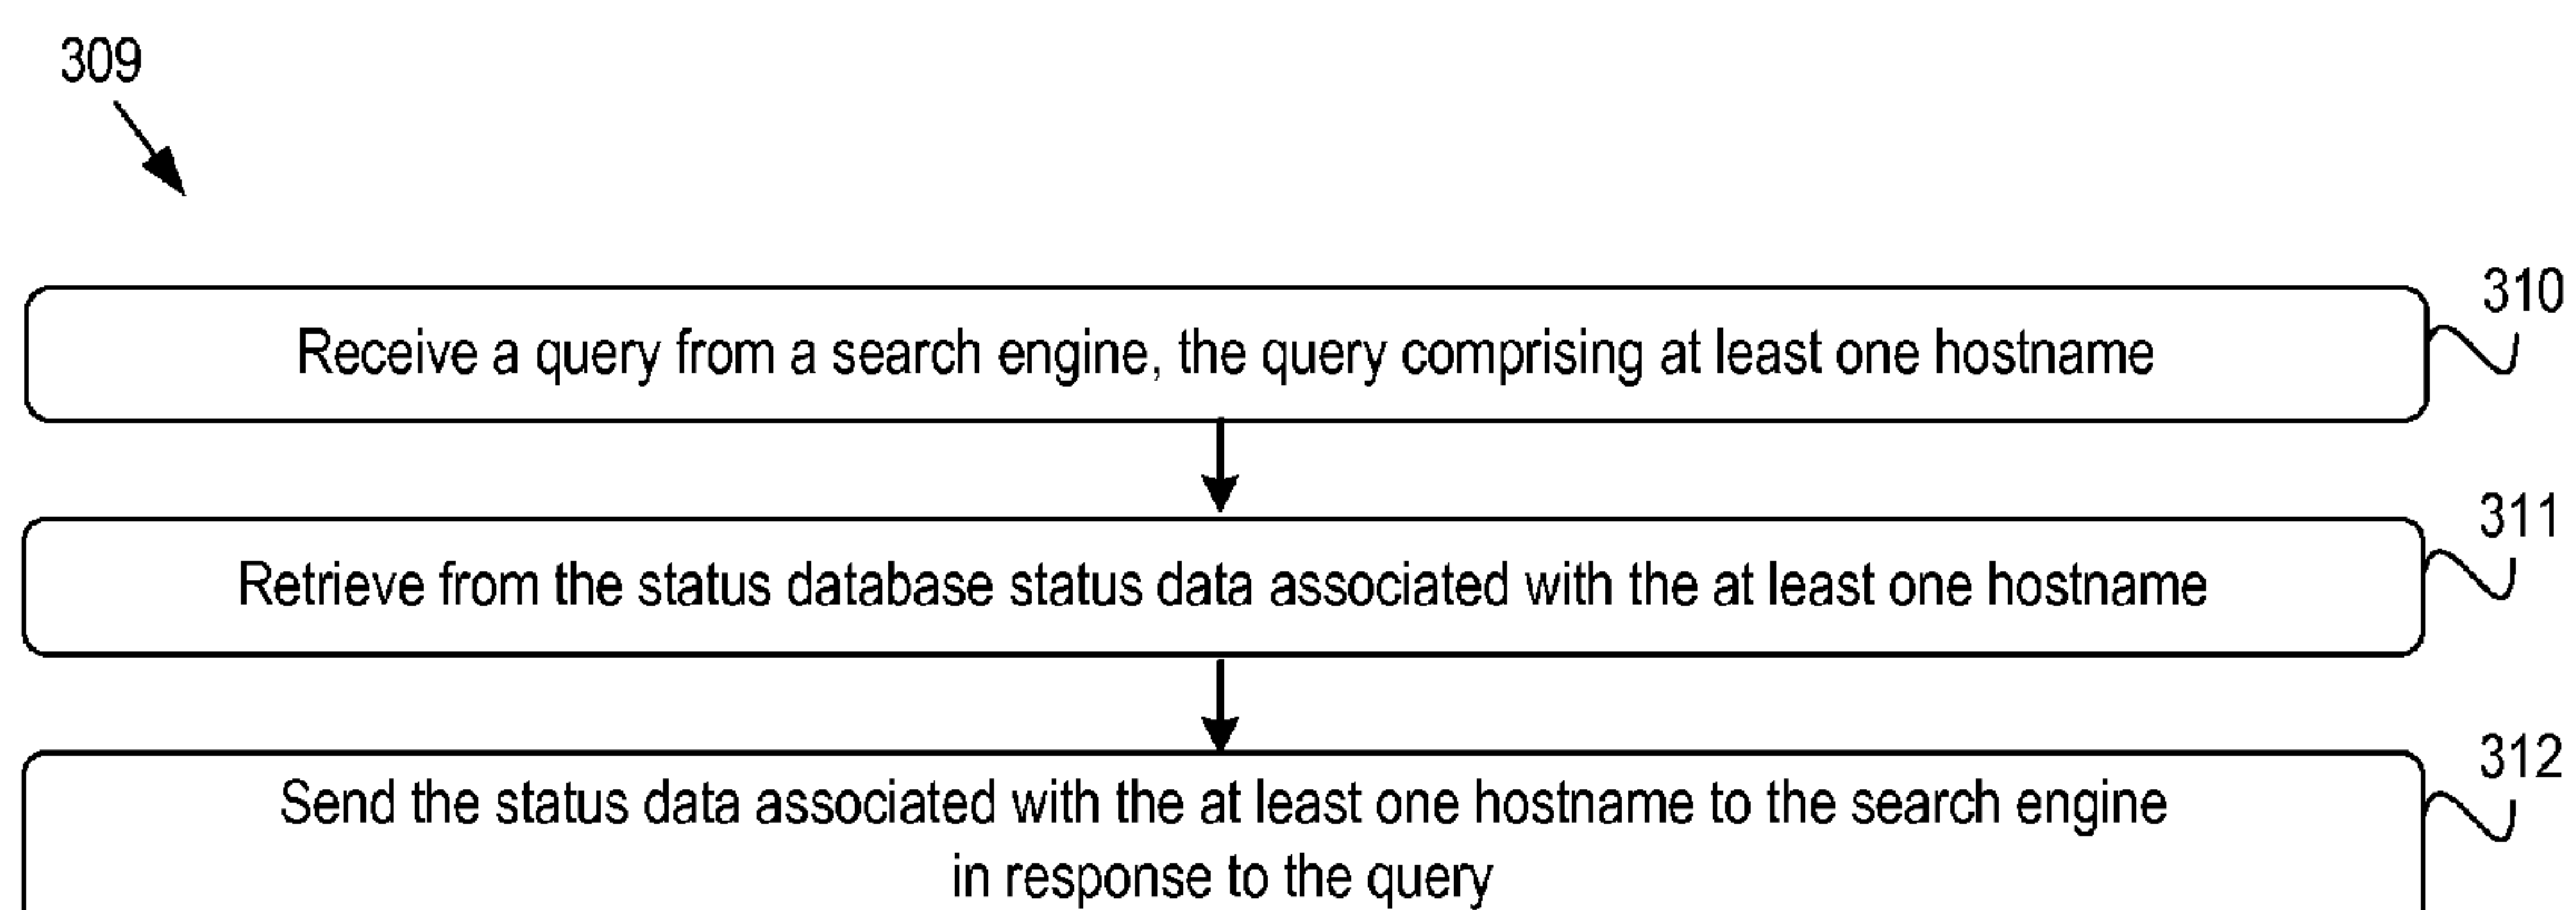 309
310
Receive a query from a search engine, the query comprising at least one hostname
311
Retrieve from the status database status data associated with the at least one hostname
312
Send the status data associated with the at least one hostname to the search engine
in response to the query